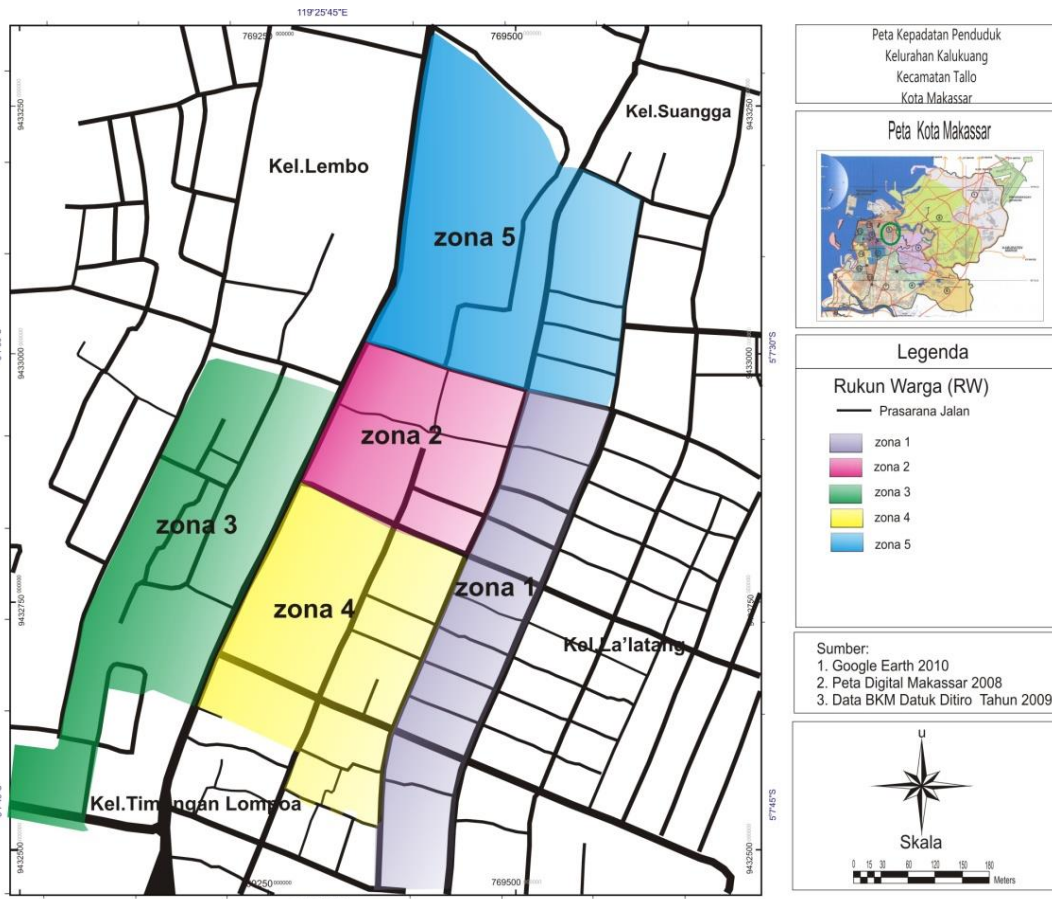 119°25'45"E
769250
769500
9433250
9433250
Kel.Suangga
Kel.Lembo
zona 5
9433000
9433000
5°7'30"S
zona 2
zona 3
zona 1
zona 4
9432750
9432750
Kel.La'latang
5°7'45"S
Kel.Timungan Lompoa
9432500
9432500
769500
Peta Kepadatan Penduduk
Kelurahan Kalukuang
Kecamatan Tallo
Kota Makassar
Peta Kota Makassar
Legenda
Rukun Warga (RW)
Prasarana Jalan
zona 1
zona 2
zona 3
zona 4
zona 5
Sumber:
1. Google Earth 2010
2. Peta Digital Makassar 2008
3. Data BKM Datuk Ditiro Tahun 2009
u
Skala
0 15 30 60 120 150 180
Meters